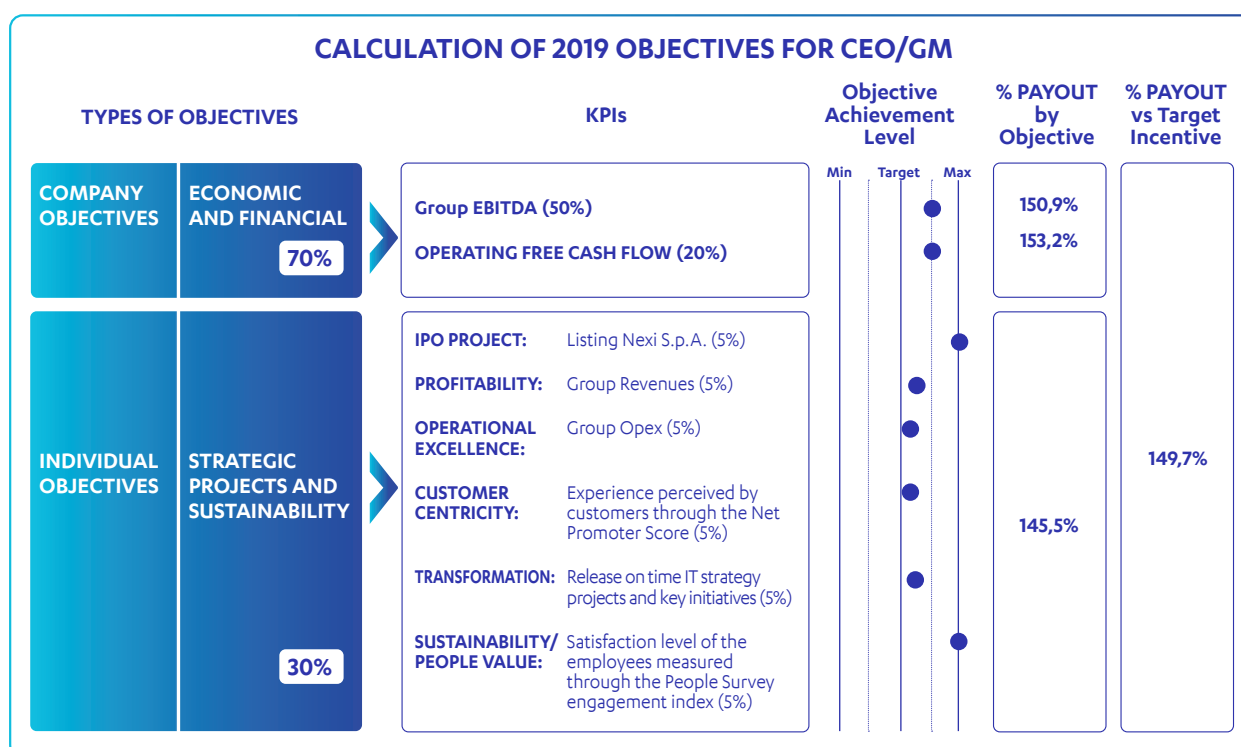 CALCULATION OF 2019 OBJECTIVES FOR CEO/GM
TYPES OF OBJECTIVES
KPIs
Objective
Achievement
Level
% PAYOUT
by
Objective
% PAYOUT
vs Target
Incentive
COMPANY
OBJECTIVES
ECONOMIC
AND FINANCIAL
70%
Group EBITDA (50%)
OPERATING FREE CASH FLOW (20%)
Min
Target
Max
150,9%
153,2%
INDIVIDUAL
OBJECTIVES
STRATEGIC
PROJECTS AND
SUSTAINABILITY
30%
IPO PROJECT: Listing Nexi S.p.A. (5%)
PROFITABILITY: Group Revenues (5%)
OPERATIONAL
EXCELLENCE:
Group Opex (5%)
CUSTOMER
CENTRICITY:
Experience perceived by
customers through the Net
Promoter Score (5%)
TRANSFORMATION: Release on time IT strategy
projects and key initiatives (5%)
SUSTAINABILITY/
PEOPLE VALUE:
Satisfaction level of the
employees measured
through the People Survey
engagement index (5%)
145,5%
149,7%